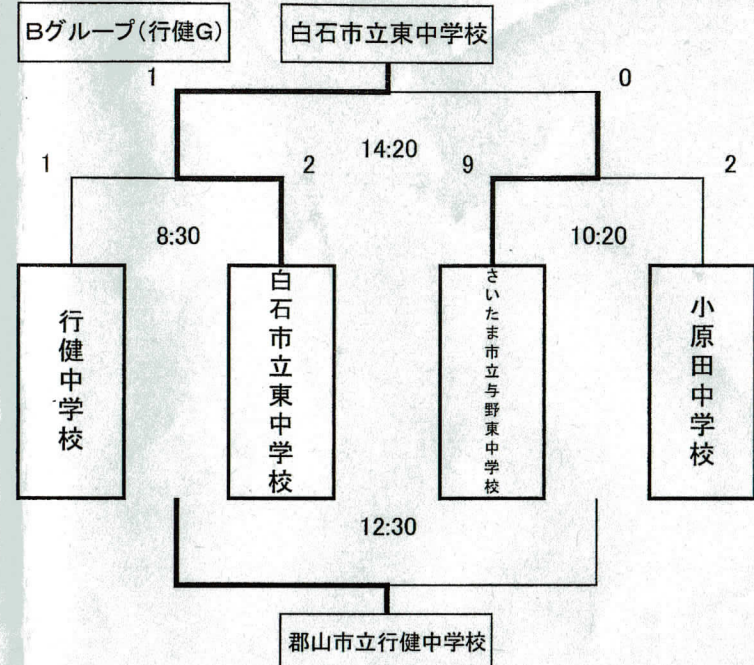 Bグループ(行健G)
白石市立東中学校
1
0
14:20
1
2
9
2
8:30
10:20
行健中学校
白石市立東中学校
さいたま市立与野東中学校
小原田中学校
12:30
郡山市立行健中学校